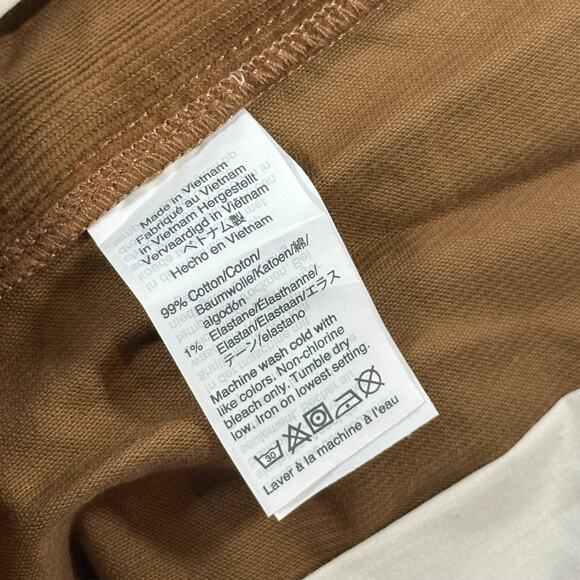 Made in Vietnam
Fabriqué au Vietnam
in Vietnam Hergestellt
Vervaardigd in Viëtnam
ベトナム製
Hecho en Vietnam
99% Cotton/Coton/
Baumwolle/Katoen/綿/
algodón
1% Elastane/Élasthanne/
Elastan/Elastaan/エラス
テーン/elastano
Machine wash cold with
like colors. Non-chlorine
bleach only. Tumble dry
low. Iron on lowest setting.
30
Laver à la machine à l'eau